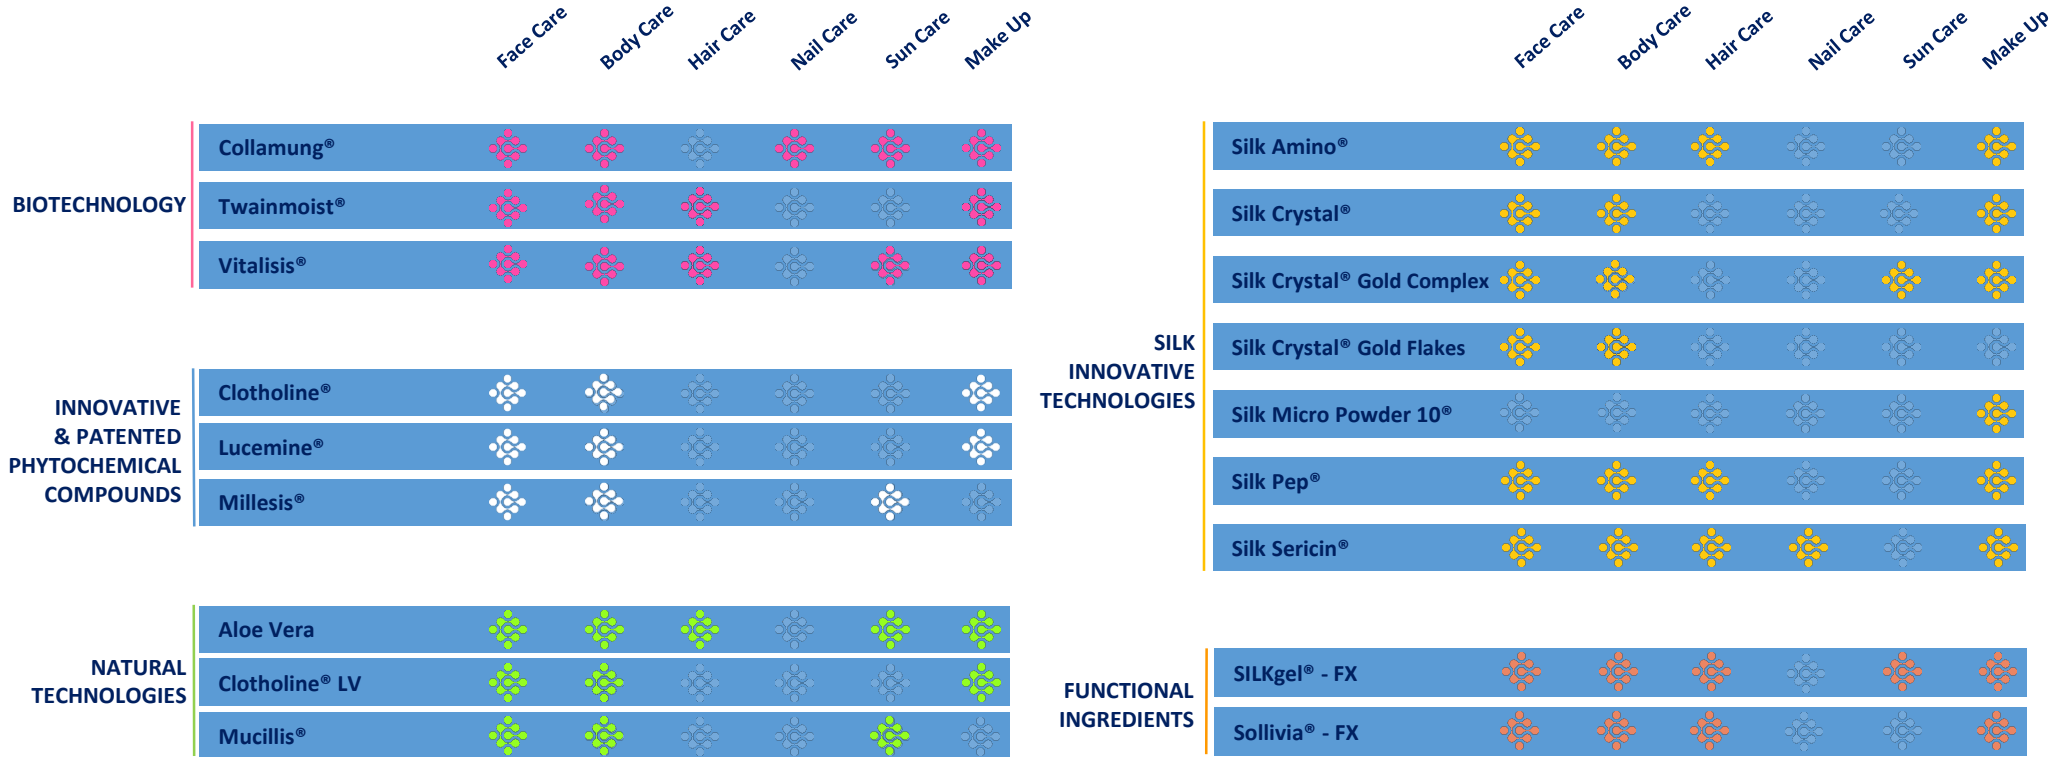 Face Care
Body Care
Hair Care
Nail Care
Sun Care
Make Up
BIOTECHNOLOGY
Collamung®
Twainmoist®
Vitalisis®
INNOVATIVE
& PATENTED
PHYTOCHEMICAL
COMPOUNDS
Clotholine®
Lucemine®
Millesis®
NATURAL
TECHNOLOGIES
Aloe Vera
Clotholine® LV
Mucillis®
Face Care
Body Care
Hair Care
Nail Care
Sun Care
Make Up
SILK
INNOVATIVE
TECHNOLOGIES
Silk Amino®
Silk Crystal®
Silk Crystal® Gold Complex
Silk Crystal® Gold Flakes
Silk Micro Powder 10®
Silk Pep®
Silk Sericin®
FUNCTIONAL
INGREDIENTS
SILKgel® - FX
Sollivia® - FX